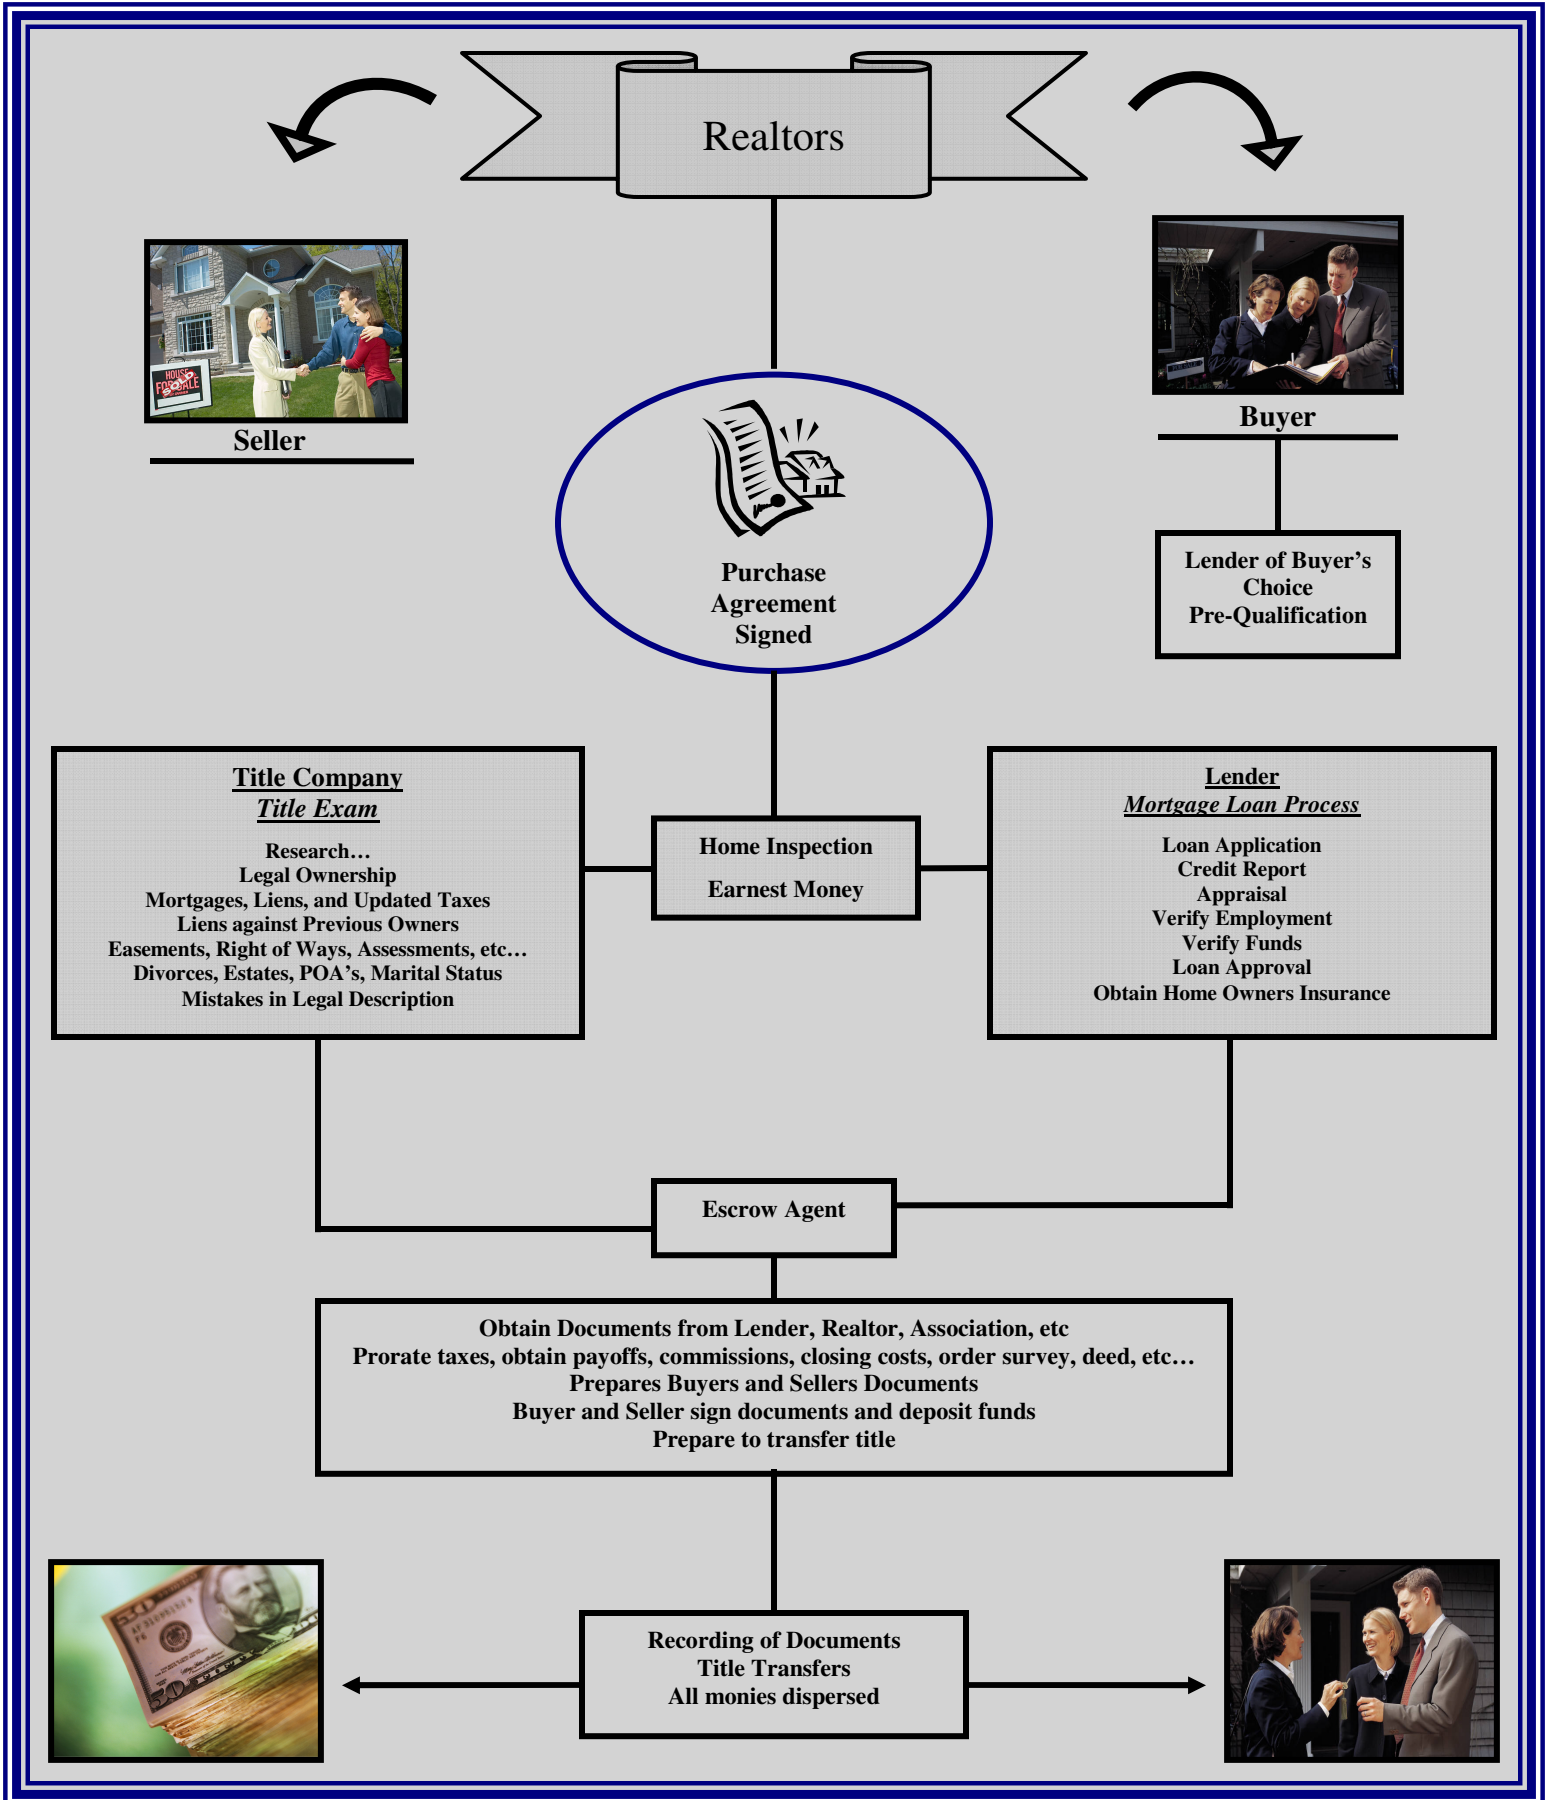 Realtors
HOUSE
FOR SALE
SOLD
Seller
Buyer
Purchase
Agreement
Signed
Lender of Buyer’s
Choice
Pre-Qualification
Title Company
Title Exam
Research…
Legal Ownership
Mortgages, Liens, and Updated Taxes
Liens against Previous Owners
Easements, Right of Ways, Assessments, etc…
Divorces, Estates, POA’s, Marital Status
Mistakes in Legal Description
Home Inspection
Earnest Money
Lender
Mortgage Loan Process
Loan Application
Credit Report
Appraisal
Verify Employment
Verify Funds
Loan Approval
Obtain Home Owners Insurance
Escrow Agent
Obtain Documents from Lender, Realtor, Association, etc
Prorate taxes, obtain payoffs, commissions, closing costs, order survey, deed, etc…
Prepares Buyers and Sellers Documents
Buyer and Seller sign documents and deposit funds
Prepare to transfer title
Recording of Documents
Title Transfers
All monies dispersed
50